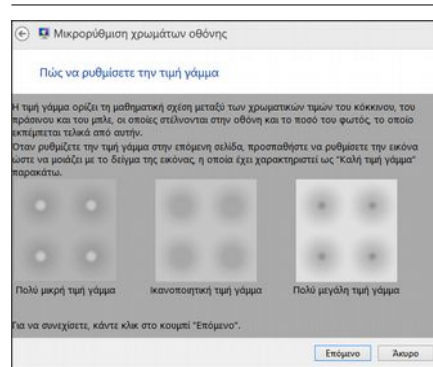 Μικρορύθμιση χρωμάτων οθόνης
Πώς να ρυθμίσετε την τιμή γάμμα
Η τιμή γάμμα ορίζει τη μαθηματική σχέση μεταξύ των χρωματικών τιμών του κόκκινου, του
πράσινου και του μπλε, οι οποίες στέλνονται στην οθόνη και το ποσό του φωτός, το οποίο
εκπέμπεται τελικά από αυτήν.
Όταν ρυθμίζετε την τιμή γάμμα στην επόμενη σελίδα, προσπαθήστε να ρυθμίσετε την εικόνα
ώστε να μοιάζει με το δείγμα της εικόνας, η οποία έχει χαρακτηριστεί ως "Καλή τιμή γάμμα"
παρακάτω.
Πολύ μικρή τιμή γάμμα Ικανοποιητική τιμή γάμμα Πολύ μεγάλη τιμή γάμμα
Για να συνεχίσετε, κάντε κλικ στο κουμπί "Επόμενο".
Επόμενο Άκυρο